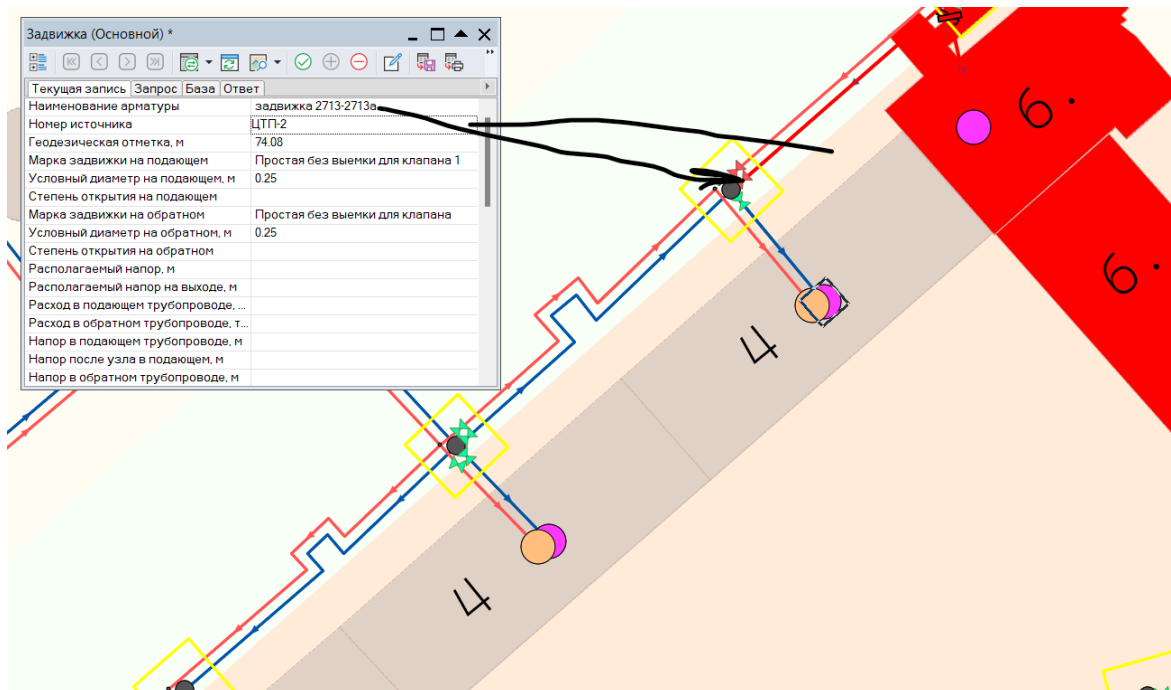 Задвижка (Основной) *
Текущая запись Запрос База Ответ
Наименование арматуры задвижка 2713-2713а
Номер источника ЦТП-2
Геодезическая отметка, м 74.08
Марка задвижки на подающем Простая без выемки для клапана 1
Условный диаметр на подающем, м 0.25
Степень открытия на подающем
Марка задвижки на обратном Простая без выемки для клапана
Условный диаметр на обратном, м 0.25
Степень открытия на обратном
Располагаемый напор, м
Располагаемый напор на выходе, м
Расход в подающем трубопроводе, ...
Расход в обратном трубопроводе, т...
Напор в подающем трубопроводе, м
Напор после узла в подающем, м
Напор в обратном трубопроводе, м
6.
6.
4
4